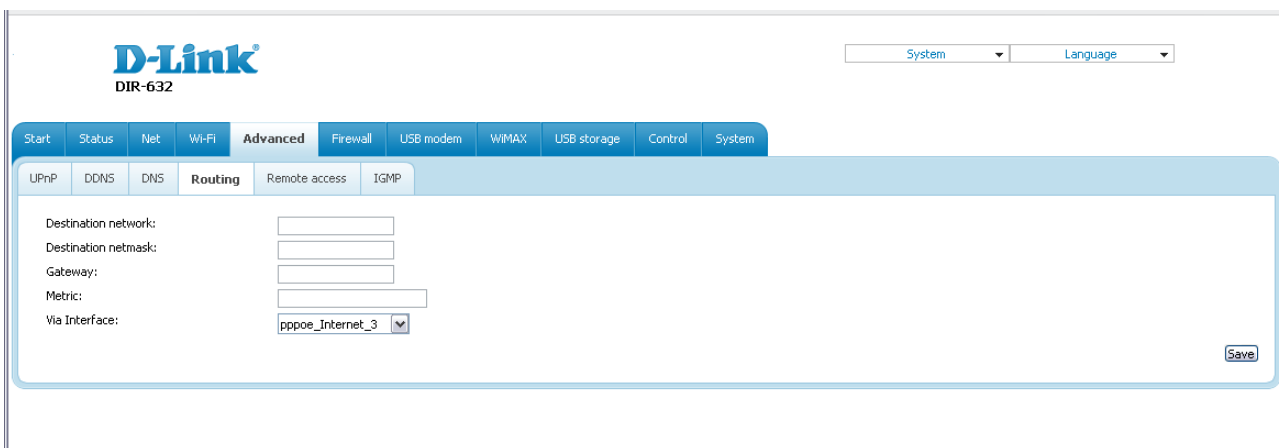 D-Link®
DIR-632
System Language
Start Status Net Wi-Fi Advanced Firewall USB modem WiMAX USB storage Control System
UPnP DDNS DNS Routing Remote access IGMP
Destination network:
Destination netmask:
Gateway:
Metric:
Via Interface: pppoe_Internet_3
Save